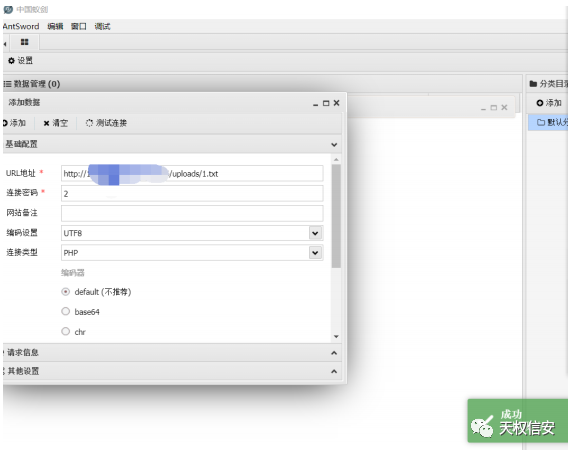 中国蚁剑
AntSword 编辑 窗口 调试
设置
数据管理 (0)
分类目录
添加数据
添加
添加 清空 测试连接
默认分
基础配置
URL地址 * http:// /uploads/1.txt
连接密码 * 2
网站备注
编码设置 UTF8
连接类型 PHP
编码器
default (不推荐)
base64
chr
请求信息
其他设置
成功
天权信安